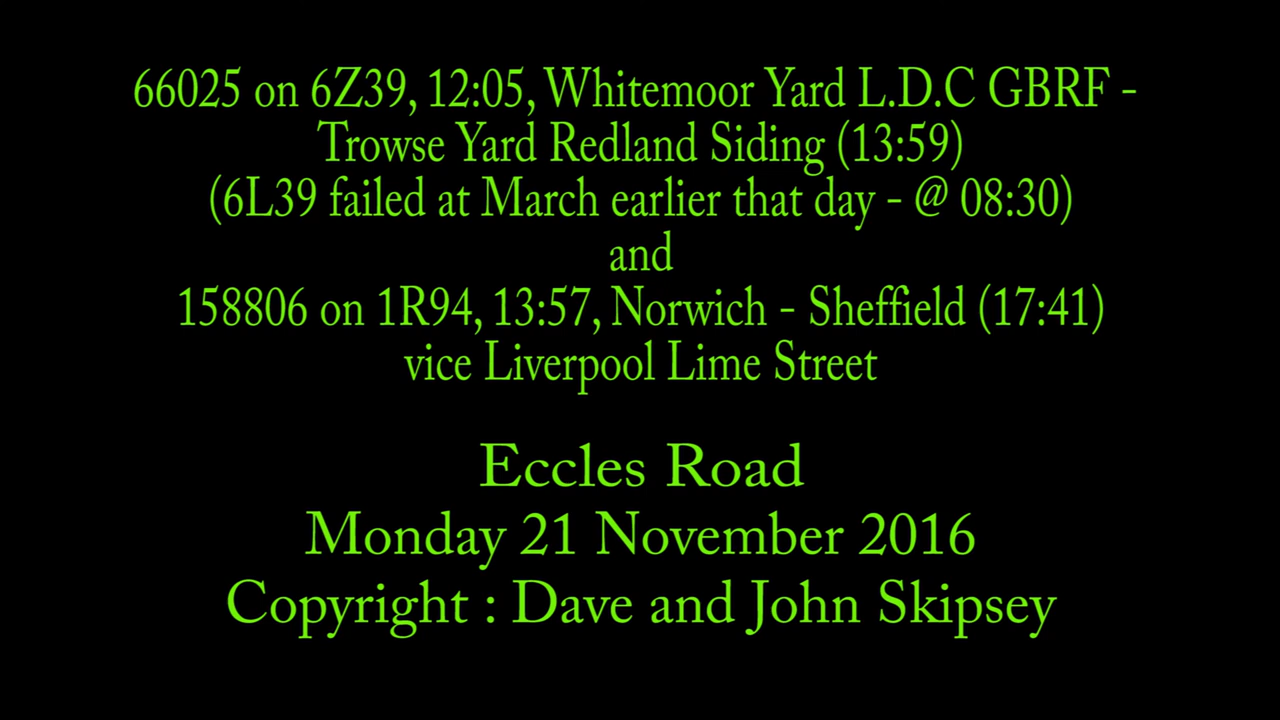 66025 on 6Z39, 12:05, Whitemoor Yard L.D.C GBRF -
Trowse Yard Redland Siding (13:59)
(6L39 failed at March earlier that day - @ 08:30)
and
158806 on 1R94, 13:57, Norwich - Sheffield (17:41)
vice Liverpool Lime Street
Eccles Road
Monday 21 November 2016
Copyright : Dave and John Skipsey